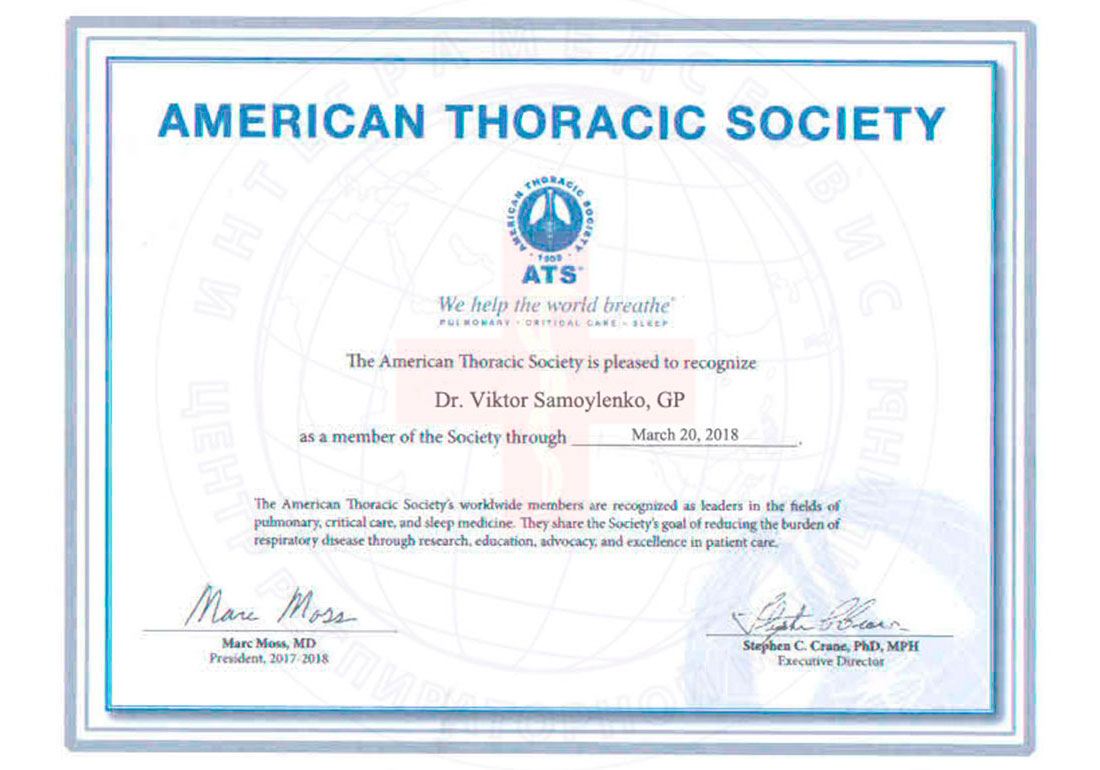 AMERICAN THORACIC SOCIETY
AMERICAN THORACIC SOCIETY
1905
ATS
We help the world breathe®
PULMONARY · CRITICAL CARE · SLEEP
The American Thoracic Society is pleased to recognize
Dr. Viktor Samoylenko, GP
as a member of the Society through March 20, 2018.
The American Thoracic Society's worldwide members are recognized as leaders in the fields of
pulmonary, critical care, and sleep medicine. They share the Society's goal of reducing the burden of
respiratory disease through research, education, advocacy, and excellence in patient care.
Marc Moss
Marc Moss, MD
President, 2017-2018
Stephen C. Crane, PhD, MPH
Executive Director
ИНТЕГРАМЕДСЕРВИС
ЦЕНТР